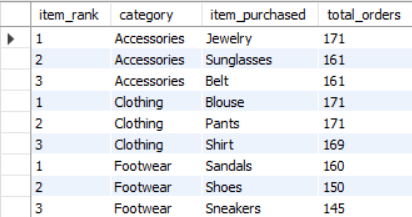 item_rank category item_purchased total_orders
1 Accessories Jewelry 171
2 Accessories Sunglasses 161
3 Accessories Belt 161
1 Clothing Blouse 171
2 Clothing Pants 171
3 Clothing Shirt 169
1 Footwear Sandals 160
2 Footwear Shoes 150
3 Footwear Sneakers 145